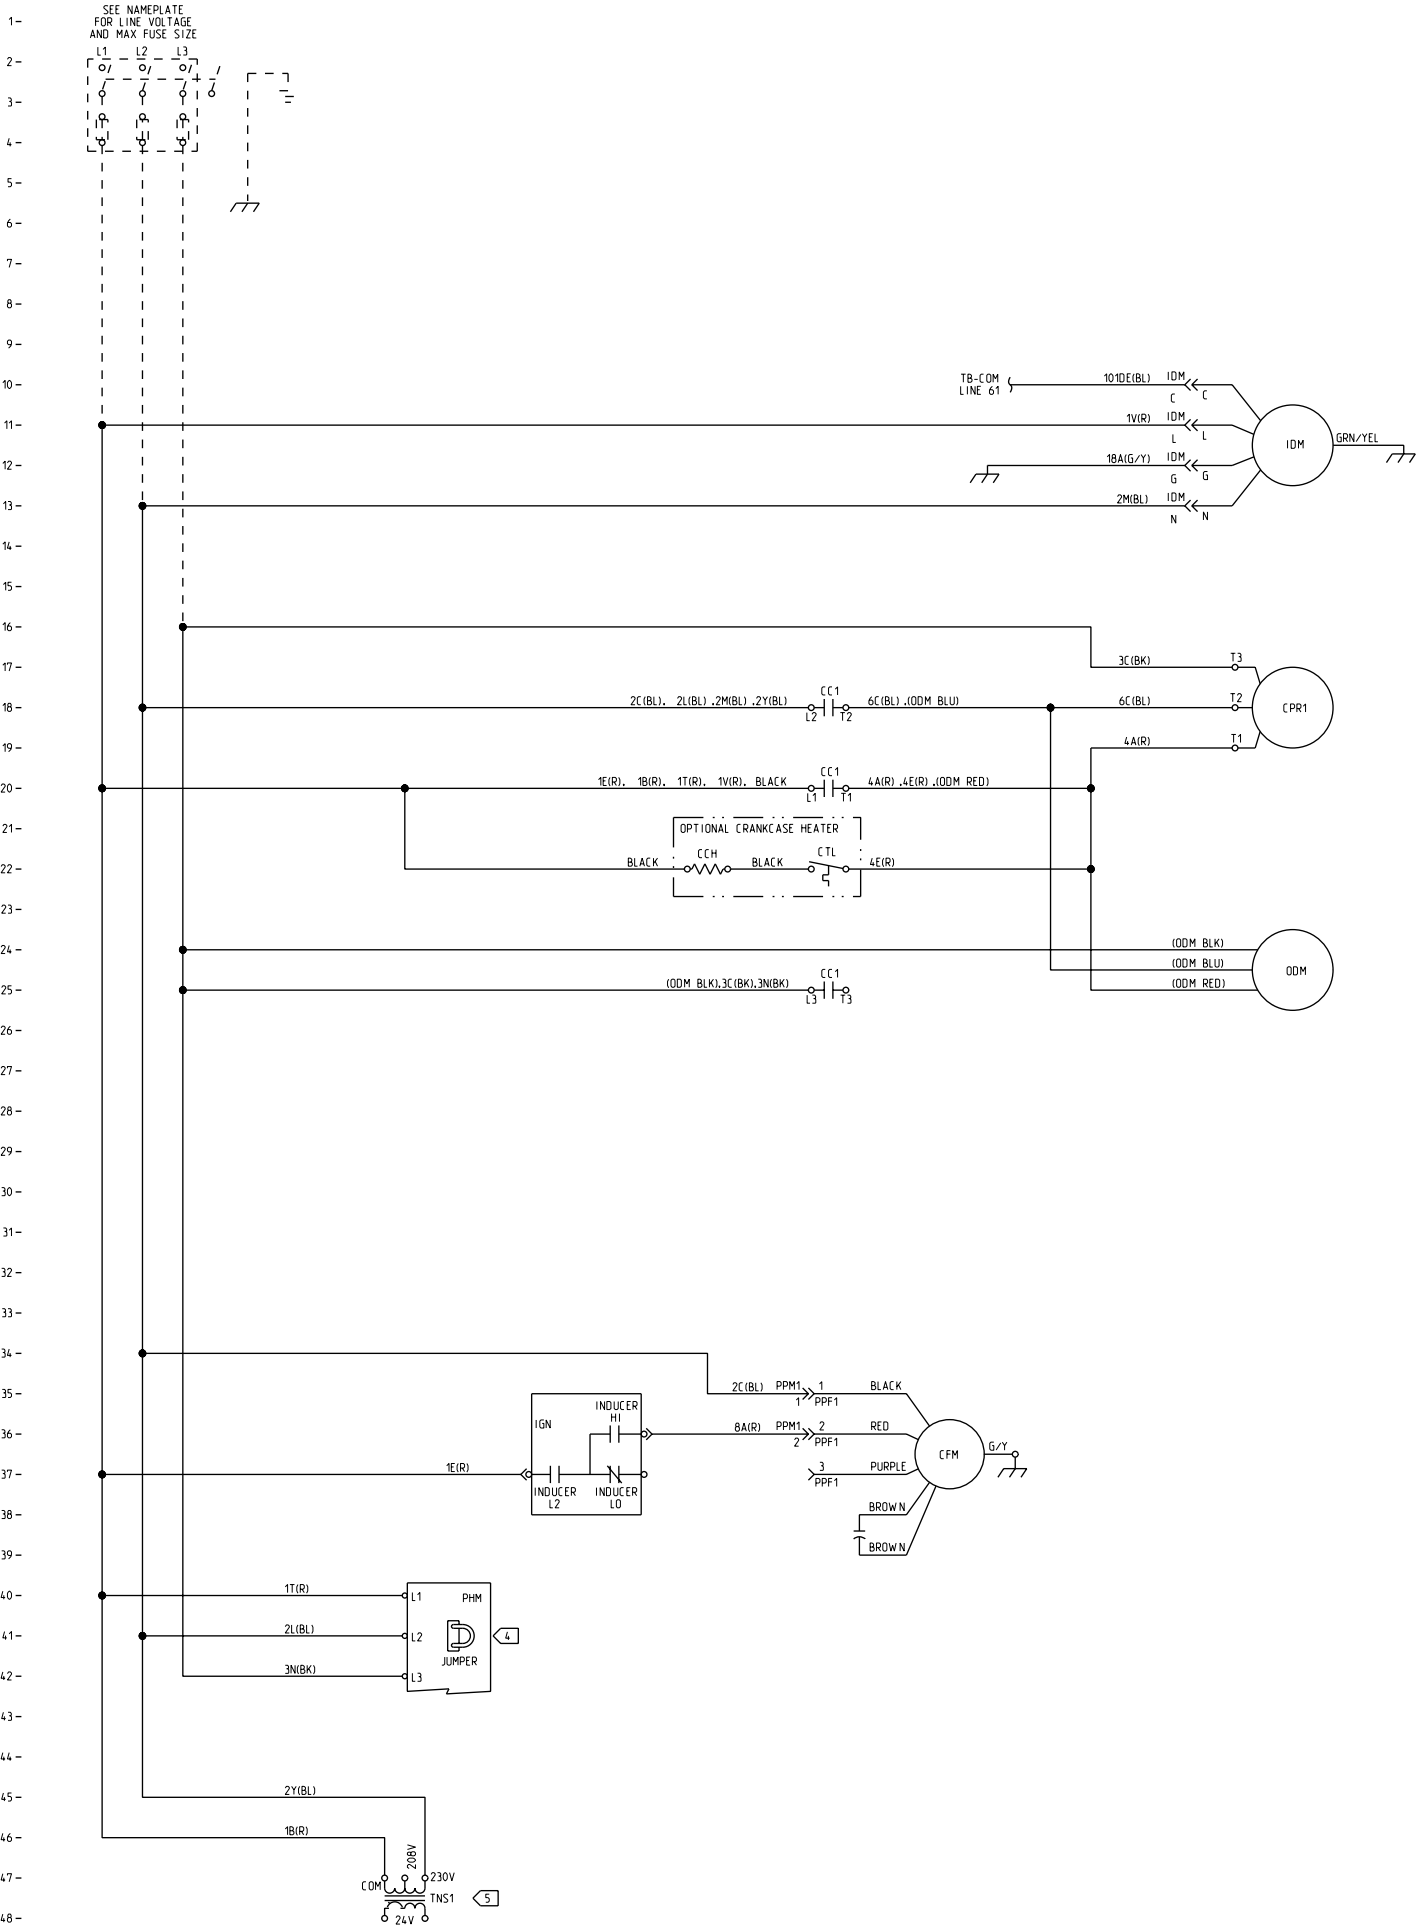 SEE NAMEPLATE
1-
FOR LINE VOLTAGE
AND MAX FUSE SIZE
L1 L2 L3
2-
3-
4-
5-
6-
7-
8-
9-
TB-COM 101DE(BL) IDM
10-
LINE 61 C C
11- 1V(R) IDM
L L IDM GRN/YEL
12- 18A(G/Y) IDM
G G
13- 2M(BL) IDM
N N
14-
15-
16-
17- 3C(BK) T3
CC1
18- 2C(BL). 2L(BL) .2M(BL) .2Y(BL) 6C(BL) .(ODM BLU) 6C(BL) T2 CPR1
L2 T2
19- 4A(R) T1
CC1
20- 1E(R). 1B(R). 1T(R). 1V(R). BLACK 4A(R) .4E(R) .(ODM RED)
L1 T1
21- OPTIONAL CRANKCASE HEATER
CCH CTL
22- BLACK BLACK 4E(R)
23-
24- (ODM BLK)
(ODM BLU) ODM
CC1
25- (ODM BLK).3C(BK).3N(BK) (ODM RED)
L3 T3
26-
27-
28-
29-
30-
31-
32-
33-
34-
35- 2C(BL) PPM1 1 BLACK
1 PPF1
INDUCER
HI
IGN
36- 8A(R) PPM1 2 RED
2 PPF1
CFM G/Y
37- 1E(R) 3 PURPLE
PPF1
INDUCER INDUCER
L2 LO
38- BROWN
39- BROWN
40- 1T(R) L1 PHM
41- 2L(BL) L2 4
JUMPER
42- 3N(BK) L3
43-
44-
45- 2Y(BL)
46- 1B(R)
208V
47- 230V
COM
TNS1 5
48- 24V